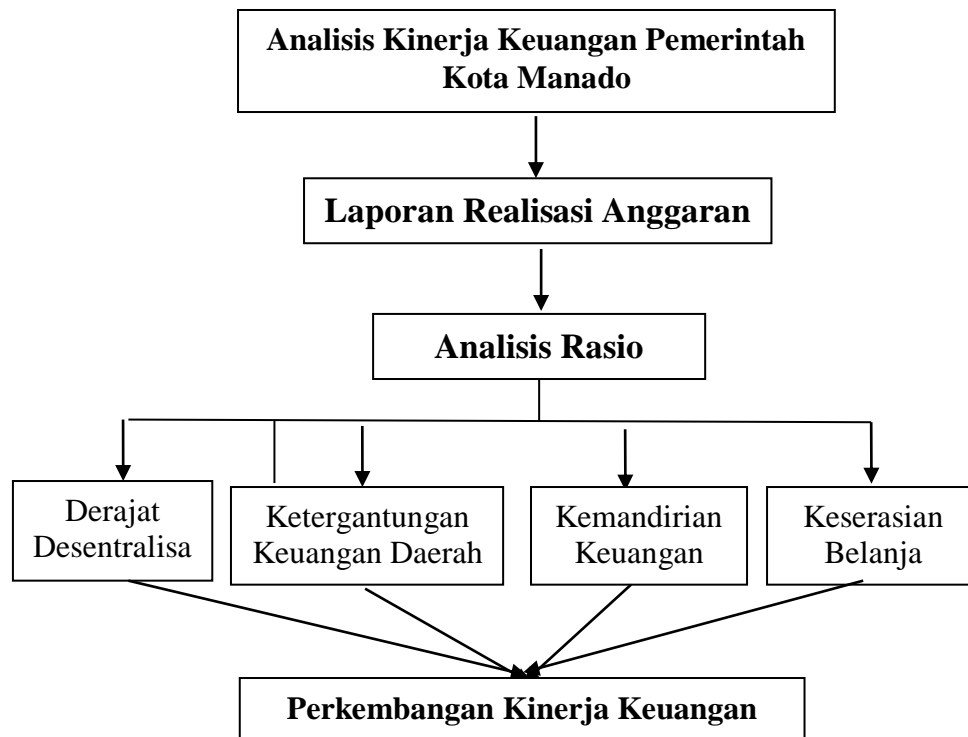 Analisis Kinerja Keuangan Pemerintah
Kota Manado
Laporan Realisasi Anggaran
Analisis Rasio
Derajat
Desentralisa
Ketergantungan
Keuangan Daerah
Kemandirian
Keuangan
Keserasian
Belanja
Perkembangan Kinerja Keuangan